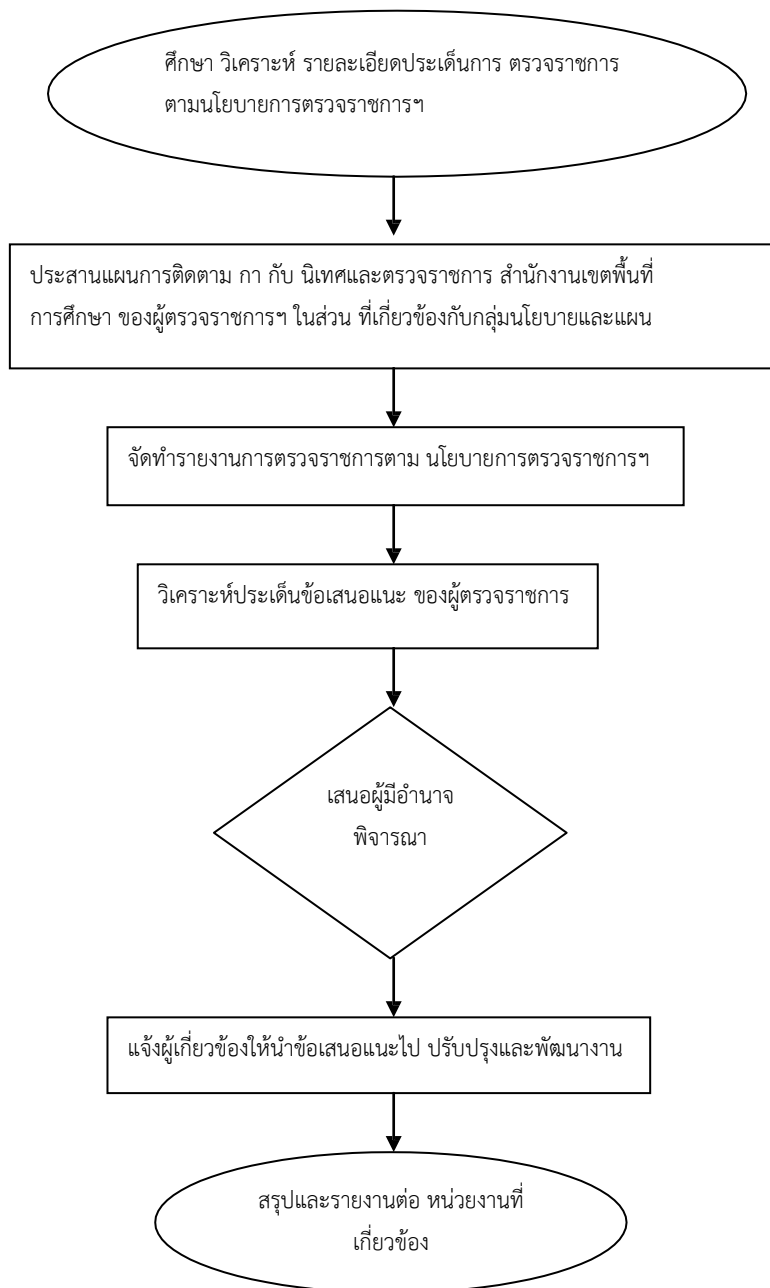 ศึกษา วิเคราะห์ รายละเอียดประเด็นการ ตรวจราชการ
ตามนโยบายการตรวจราชการฯ
ประสานแผนการติดตาม กา กับ นิเทศและตรวจราชการ สำนักงานเขตพื้นที่
การศึกษา ของผู้ตรวจราชการฯ ในส่วน ที่เกี่ยวข้องกับกลุ่มนโยบายและแผน
จัดทำรายงานการตรวจราชการตาม นโยบายการตรวจราชการฯ
วิเคราะห์ประเด็นข้อเสนอแนะ ของผู้ตรวจราชการ
เสนอผู้มีอำนาจ
พิจารณา
แจ้งผู้เกี่ยวข้องให้นำข้อเสนอแนะไป ปรับปรุงและพัฒนางาน
สรุปและรายงานต่อ หน่วยงานที่
เกี่ยวข้อง